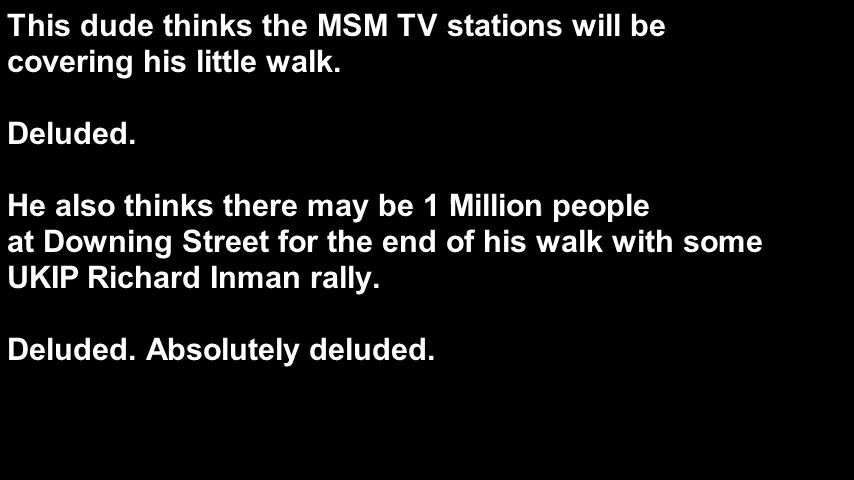 This dude thinks the MSM TV stations will be
covering his little walk.
Deluded.
He also thinks there may be 1 Million people
at Downing Street for the end of his walk with some
UKIP Richard Inman rally.
Deluded. Absolutely deluded.